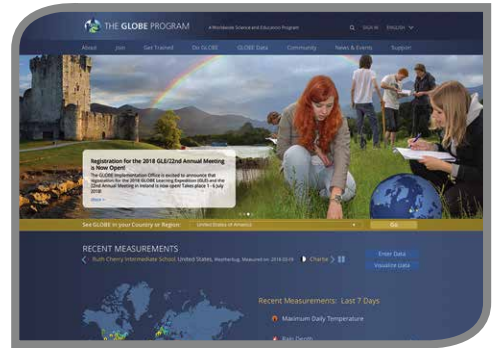 THE GLOBE PROGRAM
A Worldwide Science and Education Program
SIGN IN
ENGLISH
About Join Get Trained Do GLOBE GLOBE Data Community News & Events Support
Registration for the 2018 GLE/22nd Annual Meeting
is Now Open!
The GLOBE Implementation Office is excited to announce that
registration for the 2018 GLOBE Learning Expedition (GLE) and the
22nd Annual Meeting in Ireland is now open! Takes place 1 - 6 July
2018!
More >
See GLOBE in your Country or Region: United States of America Go
RECENT MEASUREMENTS
Ruth Cherry Intermediate School, United States, Weatherbug, Measured on: 2018-03-09 Charlie
Enter Data
Visualize Data
Recent Measurements: Last 7 Days
Maximum Daily Temperature
Rain Depth